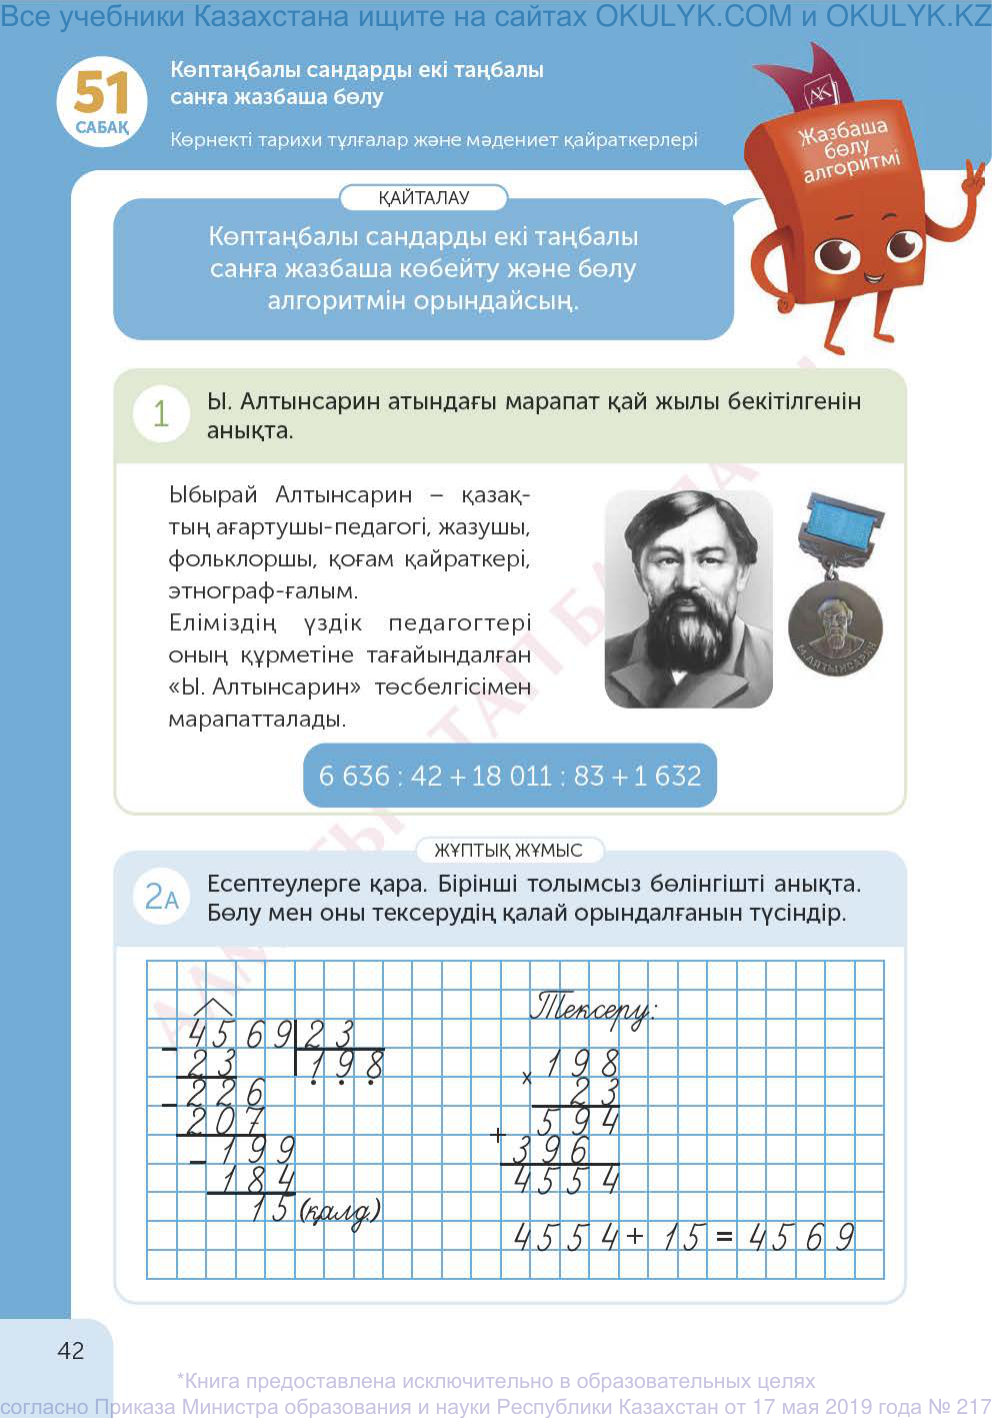 Все учебники Казахстана ищите на сайтах OKULYK.COM и OKULYK.KZ
51
САБАҚ
Көптаңбалы сандарды екі таңбалы
санға жазбаша бөлу
Көрнекті тарихи тұлғалар және мәдениет қайраткерлері
АК
Жазбаша
бөлу
алгоритмі
ҚАЙТАЛАУ
Көптаңбалы сандарды екі таңбалы
санға жазбаша көбейту және бөлу
алгоритмін орындайсың.
1
Ы. Алтынсарин атындағы марапат қай жылы бекітілгенін
анықта.
Ыбырай Алтынсарин – қазақ-
тың ағартушы-педагогі, жазушы,
фольклоршы, қоғам қайраткері,
этнограф-ғалым.
Еліміздің үздік педагогтері
оның құрметіне тағайындалған
«Ы. Алтынсарин» төсбелгісімен
марапатталады.
6 636 : 42 + 18 011 : 83 + 1 632
ЖҰПТЫҚ ЖҰМЫС
2А
Есептеулерге қара. Бірінші толымсыз бөлінгішті анықта.
Бөлу мен оны тексерудің қалай орындалғанын түсіндір.
4569 23
– 23 198
– 226
207
– 199
184
15 (қалд.)
Тексеру:
× 198
23
594
+ 396
4554
4554 + 15 = 4569
42
*Книга предоставлена исключительно в образовательных целях
согласно Приказа Министра образования и науки Республики Казахстан от 17 мая 2019 года № 217